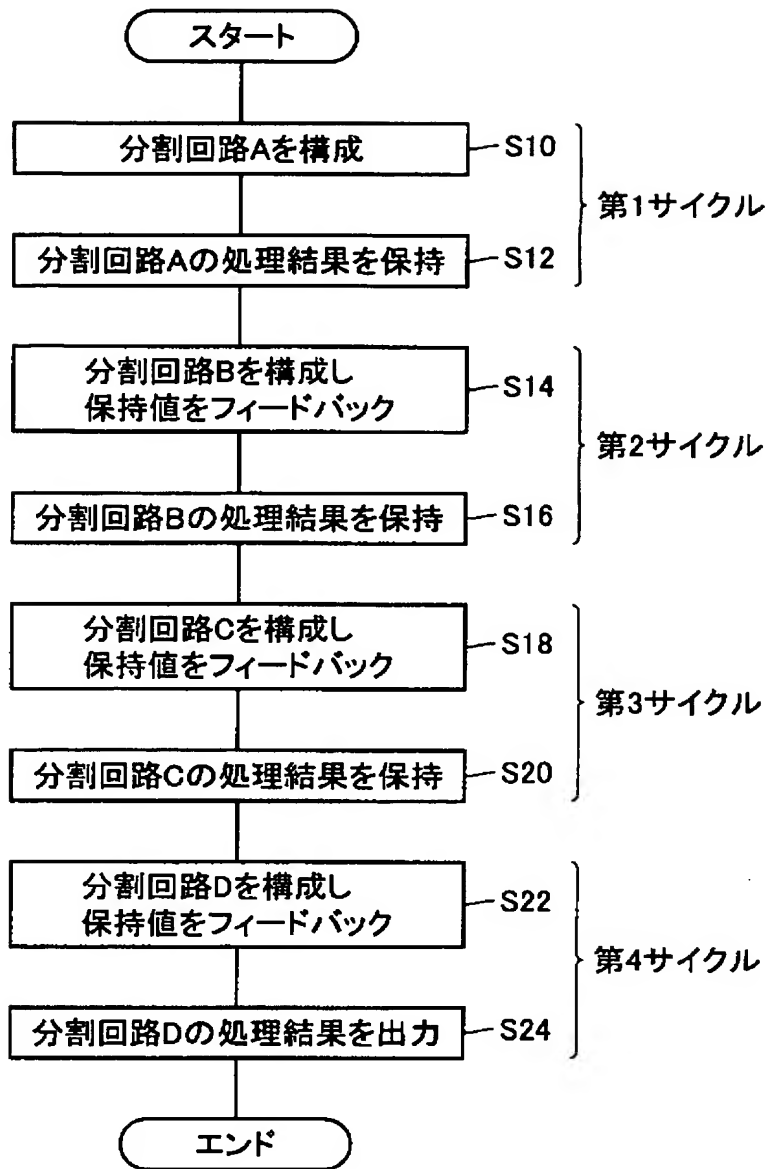 スタート
分割回路Aを構成
S10
第1サイクル
分割回路Aの処理結果を保持
S12
分割回路Bを構成し
保持値をフィードバック
S14
第2サイクル
分割回路Bの処理結果を保持
S16
分割回路Cを構成し
保持値をフィードバック
S18
第3サイクル
分割回路Cの処理結果を保持
S20
分割回路Dを構成し
保持値をフィードバック
S22
第4サイクル
分割回路Dの処理結果を出力
S24
エンド